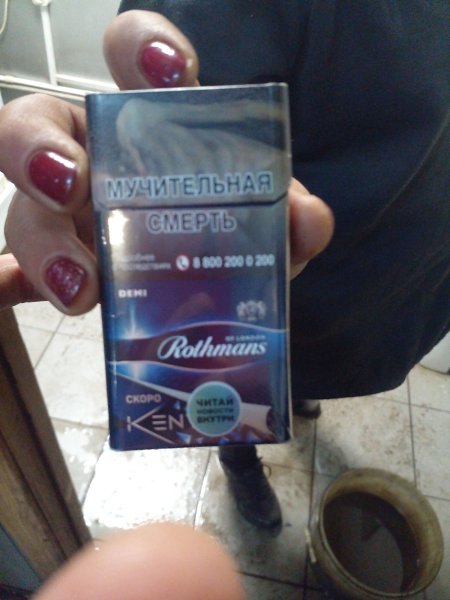 МУЧИТЕЛЬНАЯ
СМЕРТЬ
8 800 200 0 200
DEMI
OF LONDON
Rothmans
СКОРО
KEN
ЧИТАЙ
НОВОСТИ
ВНУТРИ